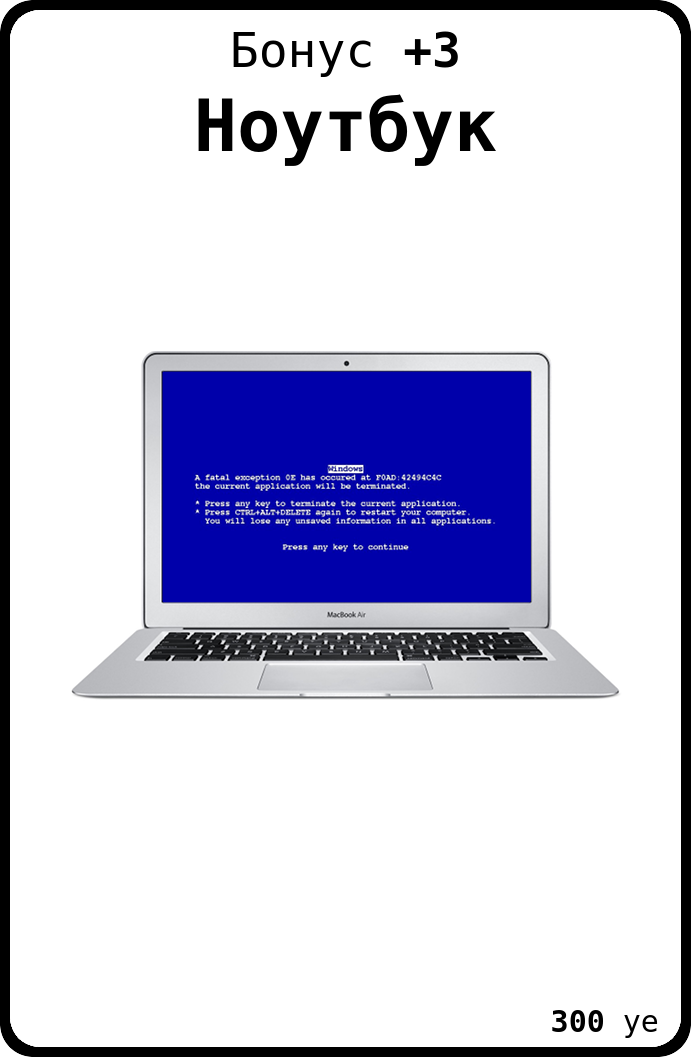 Бонус +3
Ноутбук
Windows
A fatal exception 0E has occured at F0AD:42494C4C
the current application will be terminated.
* Press any key to terminate the current application.
* Press CTRL+ALT+DELETE again to restart your computer.
You will lose any unsaved information in all applications.
Press any key to continue
MacBook Air
300 уе